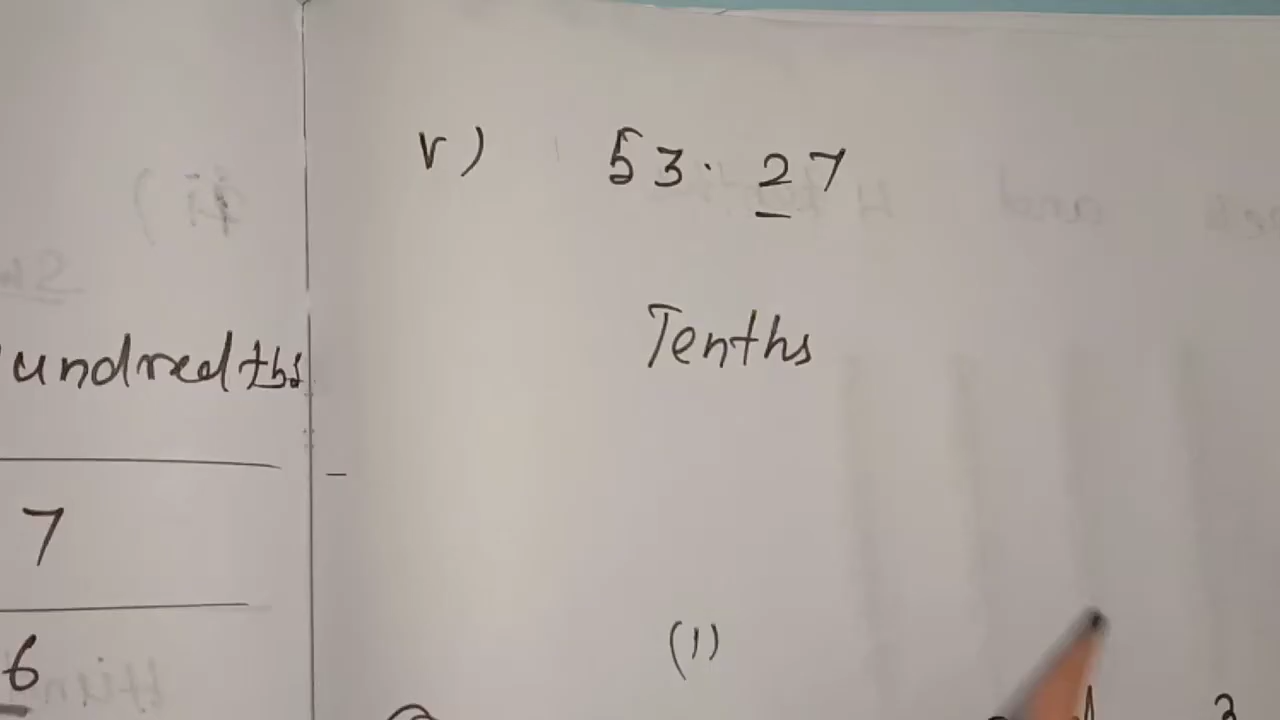 undredths
7
6
v) 53.27
Tenths
(1)